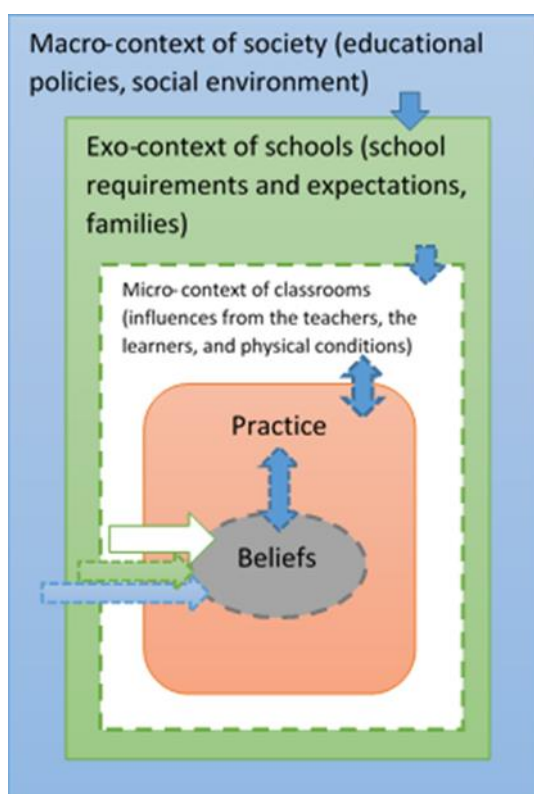 Macro-context of society (educational
policies, social environment)
Exo-context of schools (school
requirements and expectations,
families)
Micro-context of classrooms
(influences from the teachers, the
learners, and physical conditions)
Practice
Beliefs